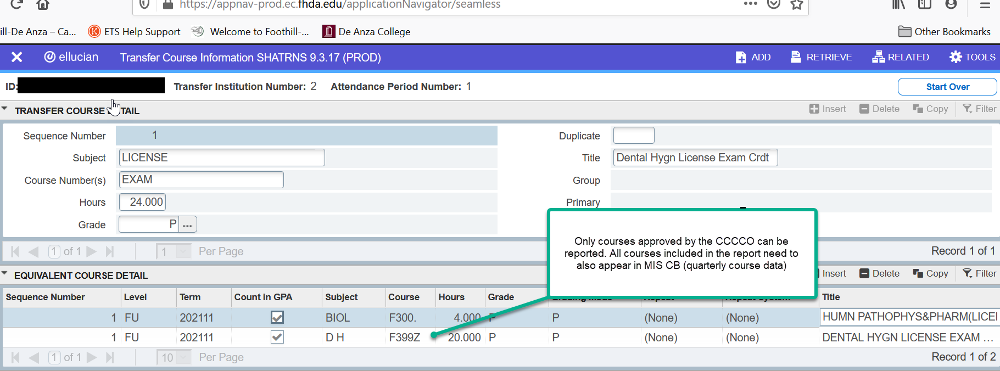 https://appnav-prod.ec.fhda.edu/applicationNavigator/seamless
ill-De Anza – Ca... ETS Help Support Welcome to Foothill-... De Anza College Other Bookmarks
ellucian Transfer Course Information SHATRNS 9.3.17 (PROD) ADD RETRIEVE RELATED TOOLS
ID: Transfer Institution Number: 2 Attendance Period Number: 1 Start Over
TRANSFER COURSE DETAIL Insert Delete Copy Filter
Sequence Number 1 Duplicate
Subject LICENSE Title Dental Hygn License Exam Crdt
Course Number(s) EXAM Group
Hours 24.000 Primary
Grade P ...
Only courses approved by the CCCCO can be
reported. All courses included in the report need to
also appear in MIS CB (quarterly course data)
1 of 1 1 Per Page Record 1 of 1
EQUIVALENT COURSE DETAIL Insert Delete Copy Filter
Sequence Number Level Term Count in GPA Subject Course Hours Grade Title
1 FU 202111 BIOL F300. 4.000 P P (None) (None) HUMN PATHOPHYS&PHARM(LICEI
1 FU 202111 D H F399Z 20.000 P P (None) (None) DENTAL HYGN LICENSE EXAM ...
1 of 1 10 Per Page Record 1 of 2